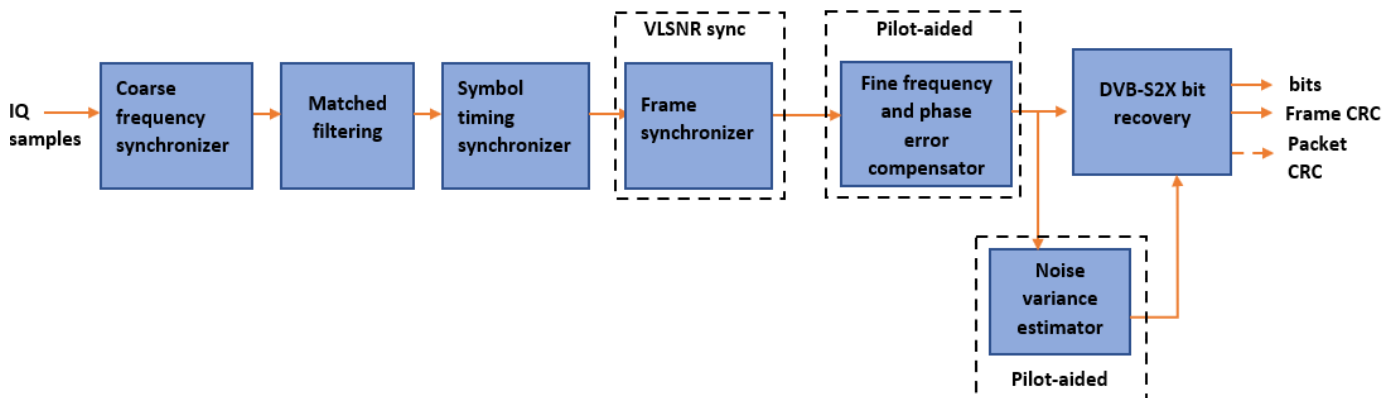 IQ
samples
Coarse
frequency
synchronizer
Matched
filtering
Symbol
timing
synchronizer
VLSNR sync
Frame
synchronizer
Pilot-aided
Fine frequency
and phase
error
compensator
DVB-S2X bit
recovery
bits
Frame CRC
Packet
CRC
Noise
variance
estimator
Pilot-aided